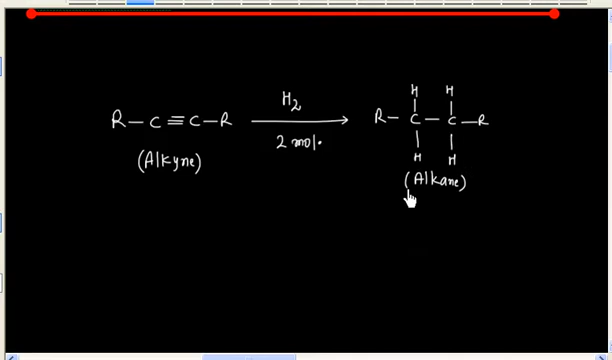 R – C ≡ C – R
(Alkyne)
H2
2 mol.
H H
R – C – C – R
H H
(Alkane)